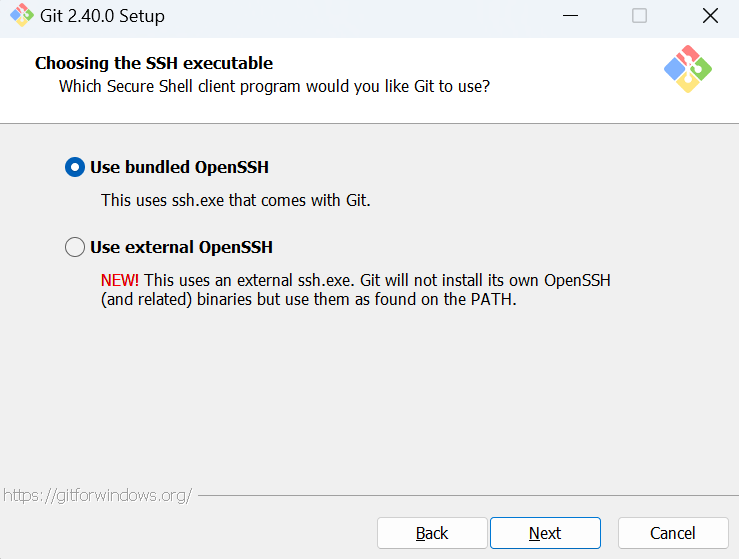 Git 2.40.0 Setup
Choosing the SSH executable
Which Secure Shell client program would you like Git to use?
Use bundled OpenSSH
This uses ssh.exe that comes with Git.
Use external OpenSSH
NEW! This uses an external ssh.exe. Git will not install its own OpenSSH
(and related) binaries but use them as found on the PATH.
https://gitforwindows.org/
Back Next Cancel